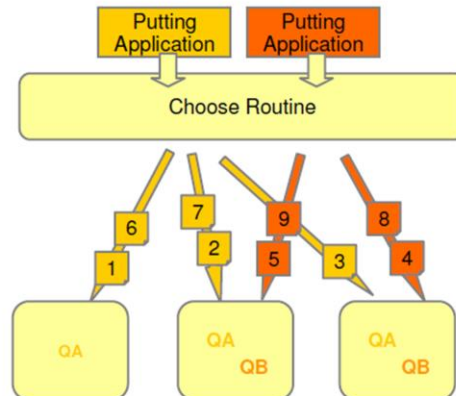 Putting
Application
Putting
Application
Choose Routine
6
7
9
8
1
2
5
3
4
QA
QA
QB
QA
QB